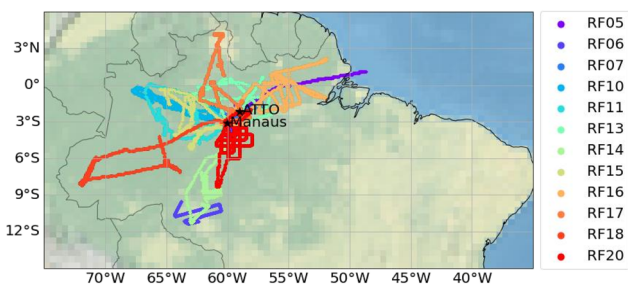 3°N
0°
3°S
6°S
9°S
12°S
70°W
65°W
60°W
55°W
50°W
45°W
40°W
ATTO
Manaus
RF05
RF06
RF07
RF10
RF11
RF13
RF14
RF15
RF16
RF17
RF18
RF20